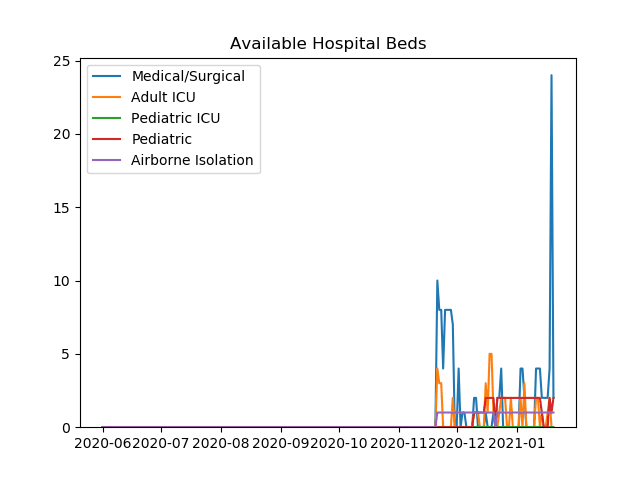 Available Hospital Beds
25
20
15
10
5
0
Medical/Surgical
Adult ICU
Pediatric ICU
Pediatric
Airborne Isolation
2020-06 2020-07 2020-08 2020-09 2020-10 2020-11 2020-12 2021-01